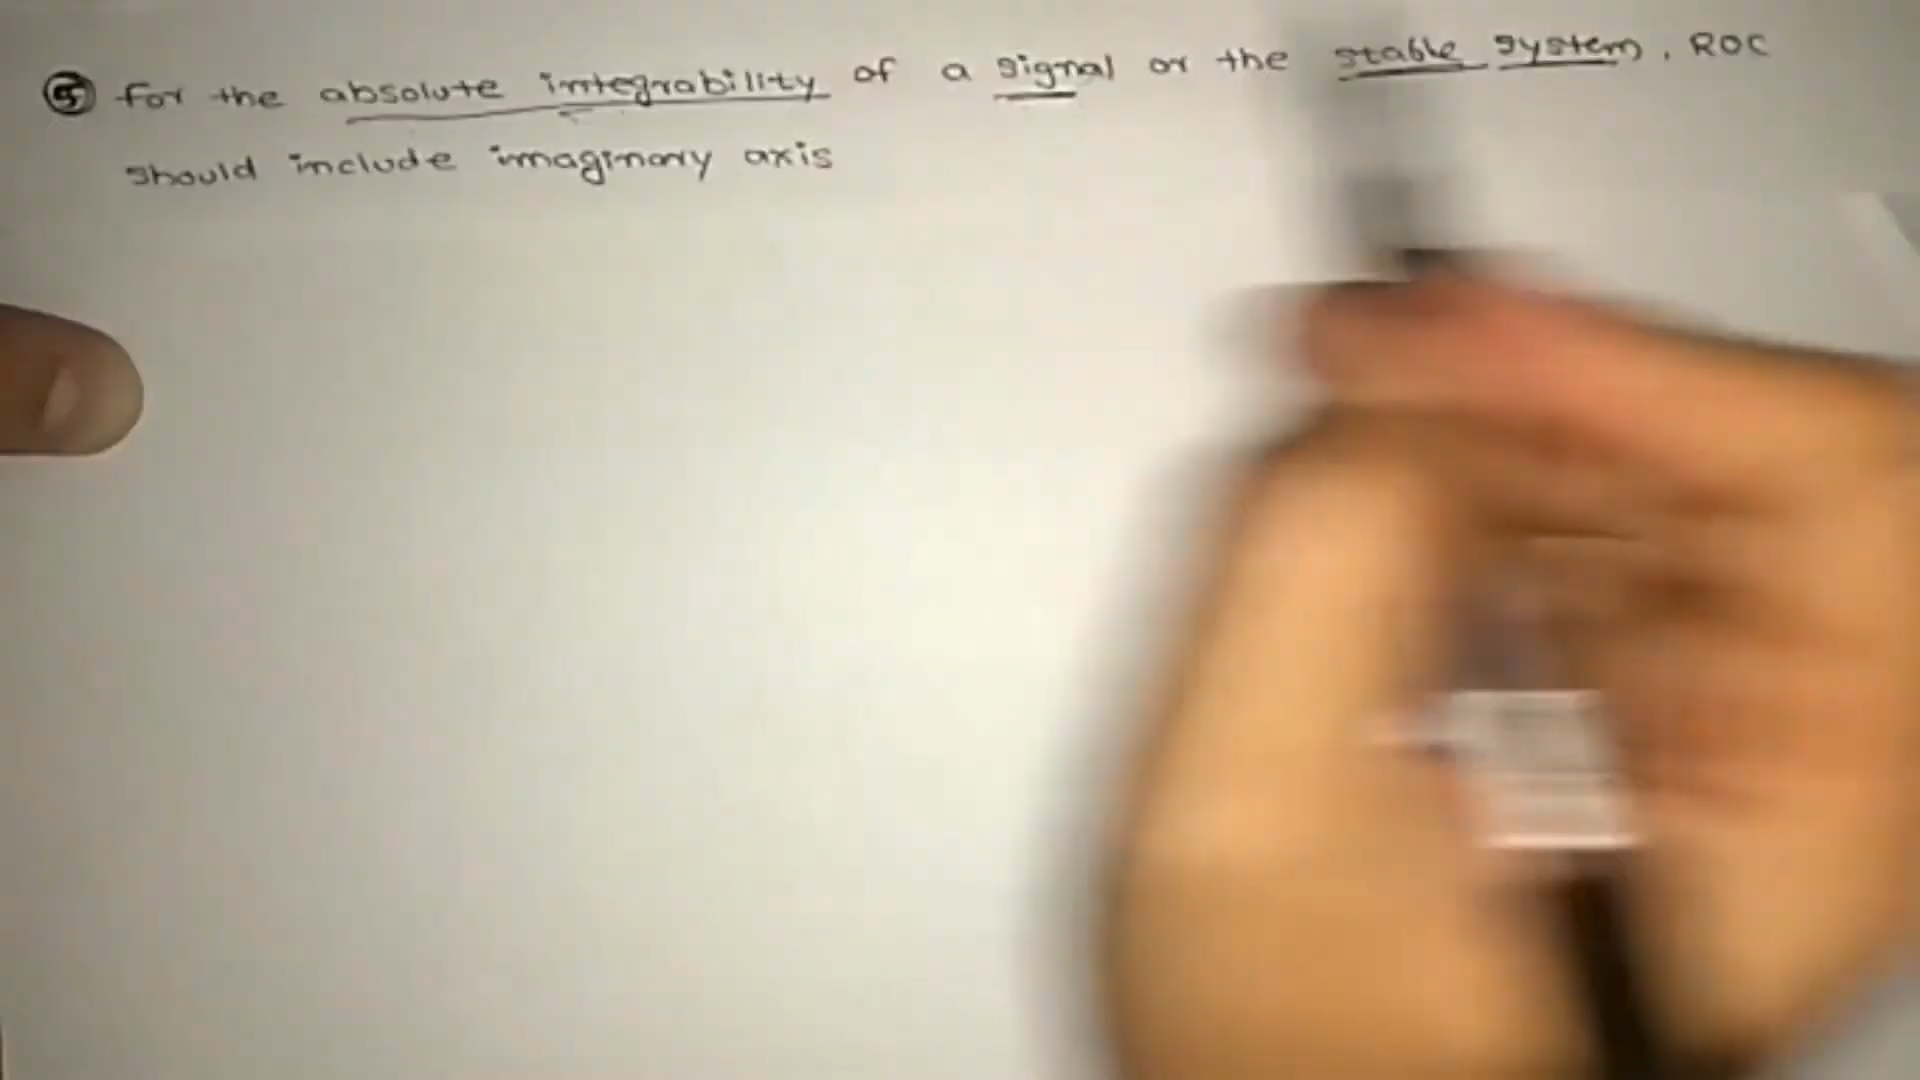 ⑤ for the absolute integrability of a signal or the stable system, ROC
should include imaginary axis